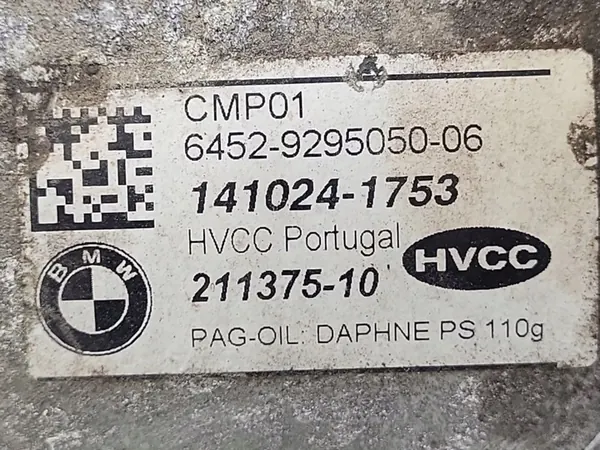 CMP01
6452-9295050-06
141024-1753
HVCC Portugal
BMW
211375-10
HVCC
PAG-OIL: DAPHNE PS 110g